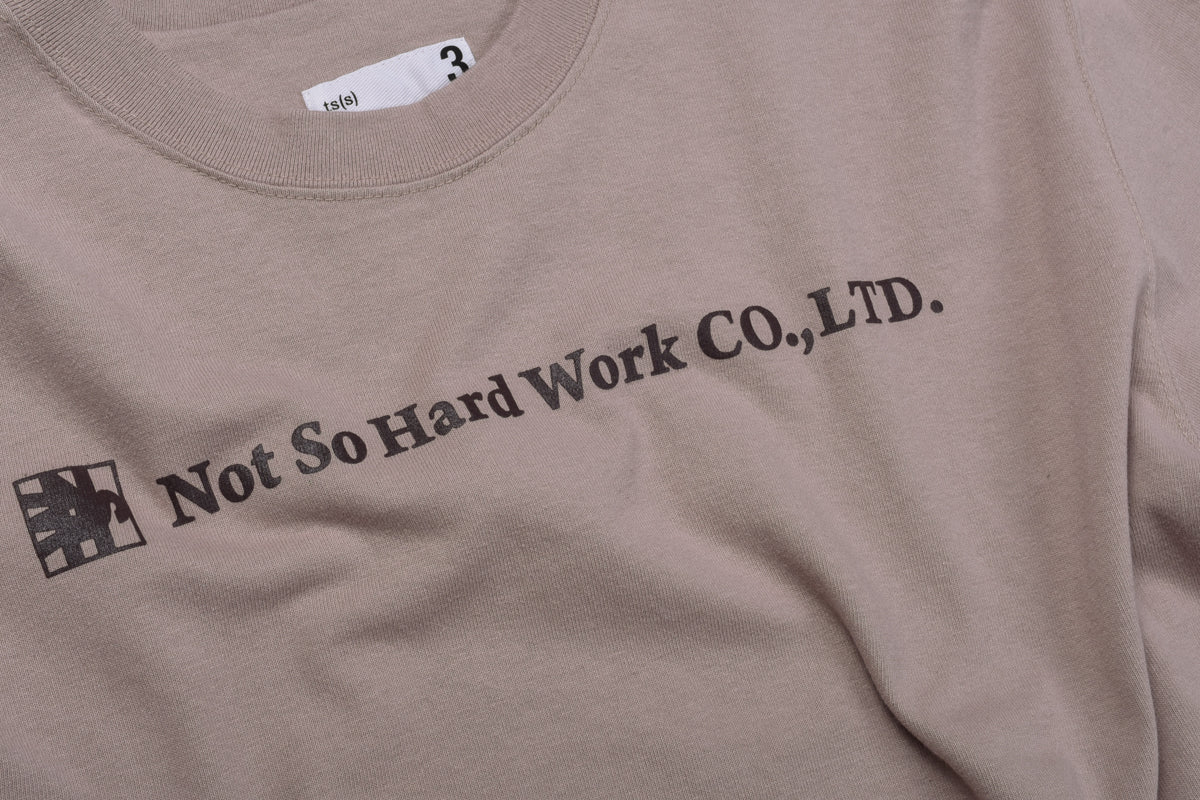 3
ts(s)
Not So Hard Work CO.,LTD.